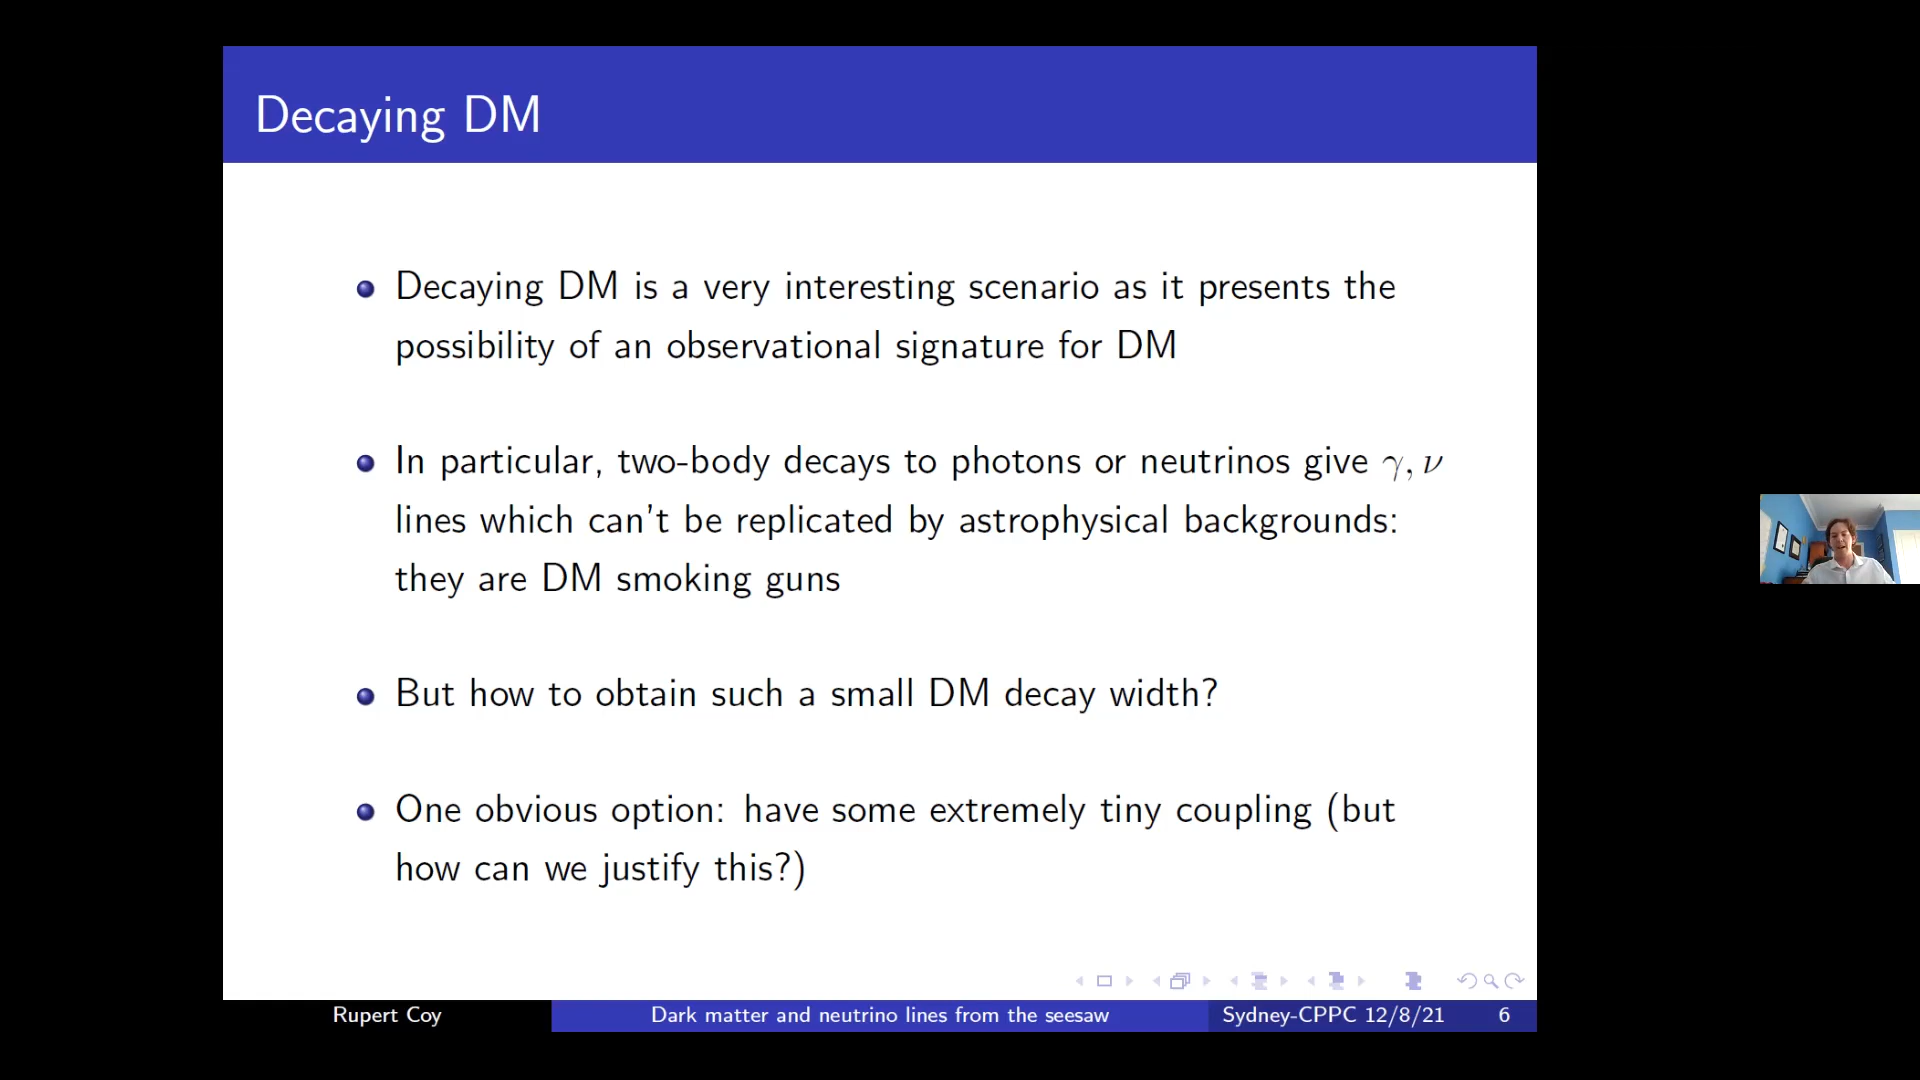 Decaying DM
Decaying DM is a very interesting scenario as it presents the
possibility of an observational signature for DM
In particular, two-body decays to photons or neutrinos give γ, ν
lines which can't be replicated by astrophysical backgrounds:
they are DM smoking guns
But how to obtain such a small DM decay width?
One obvious option: have some extremely tiny coupling (but
how can we justify this?)
Rupert Coy
Dark matter and neutrino lines from the seesaw
Sydney-CPPC 12/8/21
6